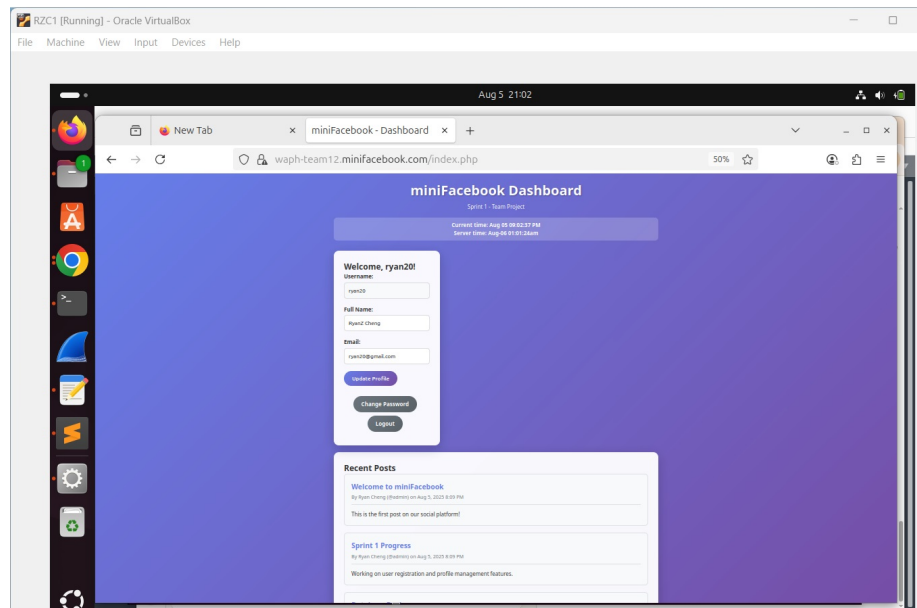 RZC1 [Running] - Oracle VirtualBox
File Machine View Input Devices Help
Aug 5 21:02
1
New Tab
miniFacebook - Dashboard
waph-team12.minifacebook.com/index.php
50%
miniFacebook Dashboard
Sprint 1 - Team Project
Current time: Aug 05 09:02:37 PM
Server time: Aug-06 01:01:24am
Welcome, ryan20!
Username:
ryan20
Full Name:
RyanZ Cheng
Email:
ryan20@gmail.com
Update Profile
Change Password
Logout
Recent Posts
Welcome to miniFacebook
By Ryan Cheng (@admin) on Aug 5, 2025 8:09 PM
This is the first post on our social platform!
Sprint 1 Progress
By Ryan Cheng (@admin) on Aug 5, 2025 8:09 PM
Working on user registration and profile management features.